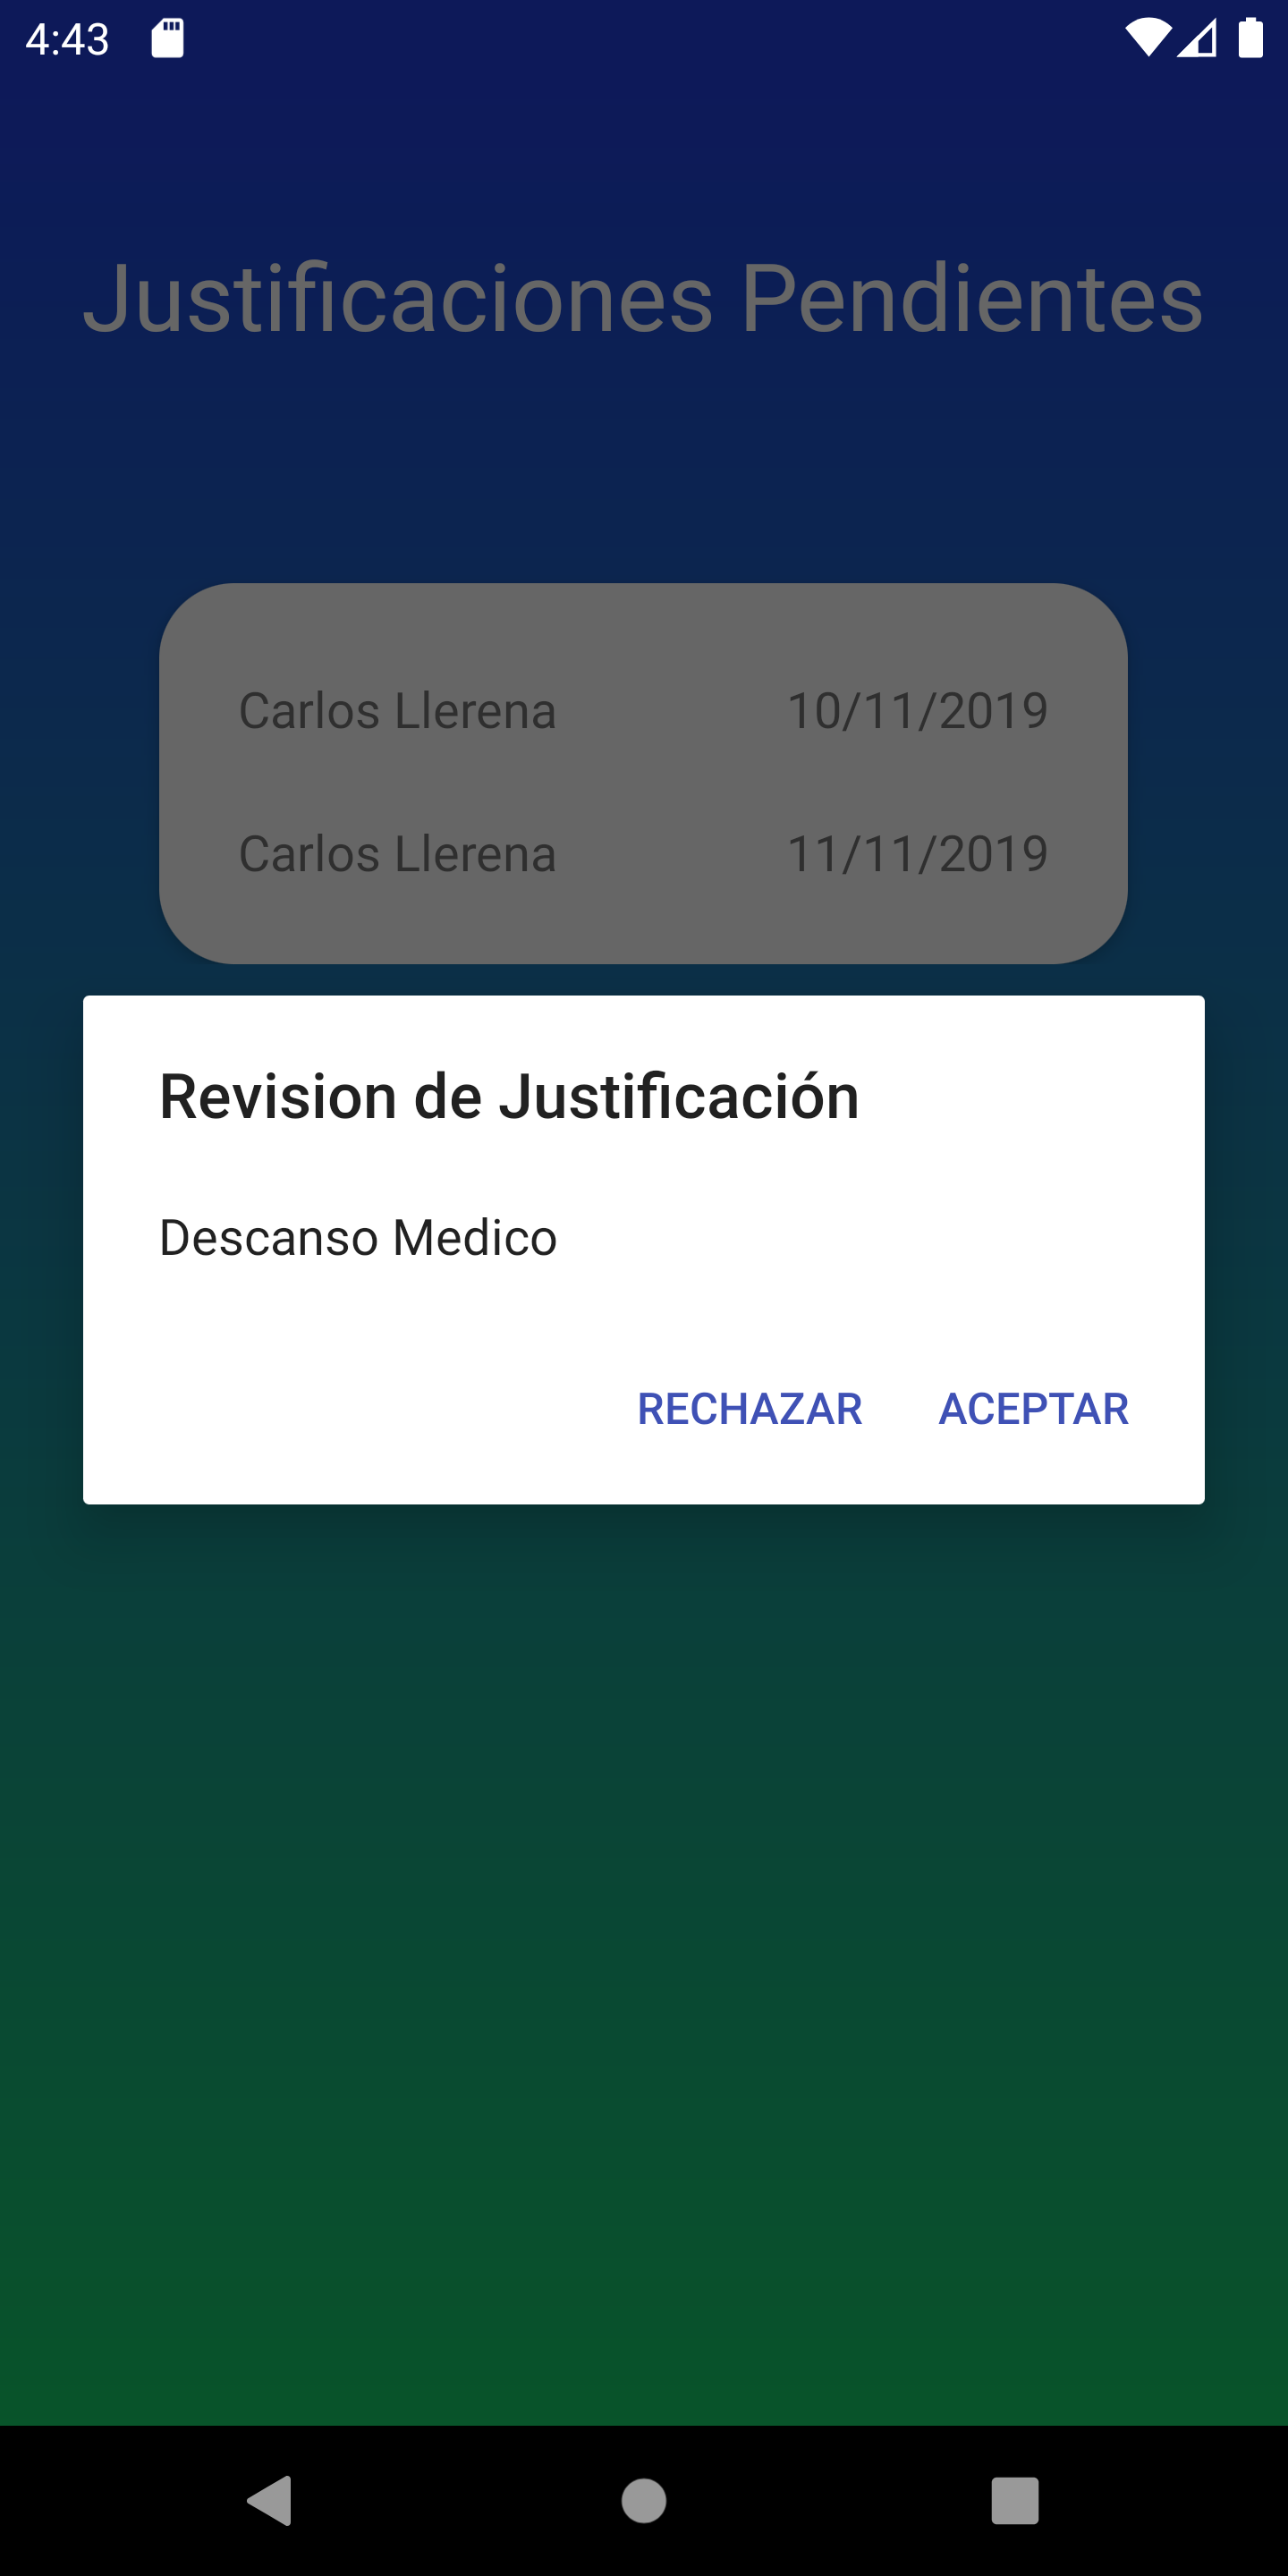 4:43
Justificaciones Pendientes
Carlos Llerena 10/11/2019
Carlos Llerena 11/11/2019
Revision de Justificación
Descanso Medico
RECHAZAR ACEPTAR